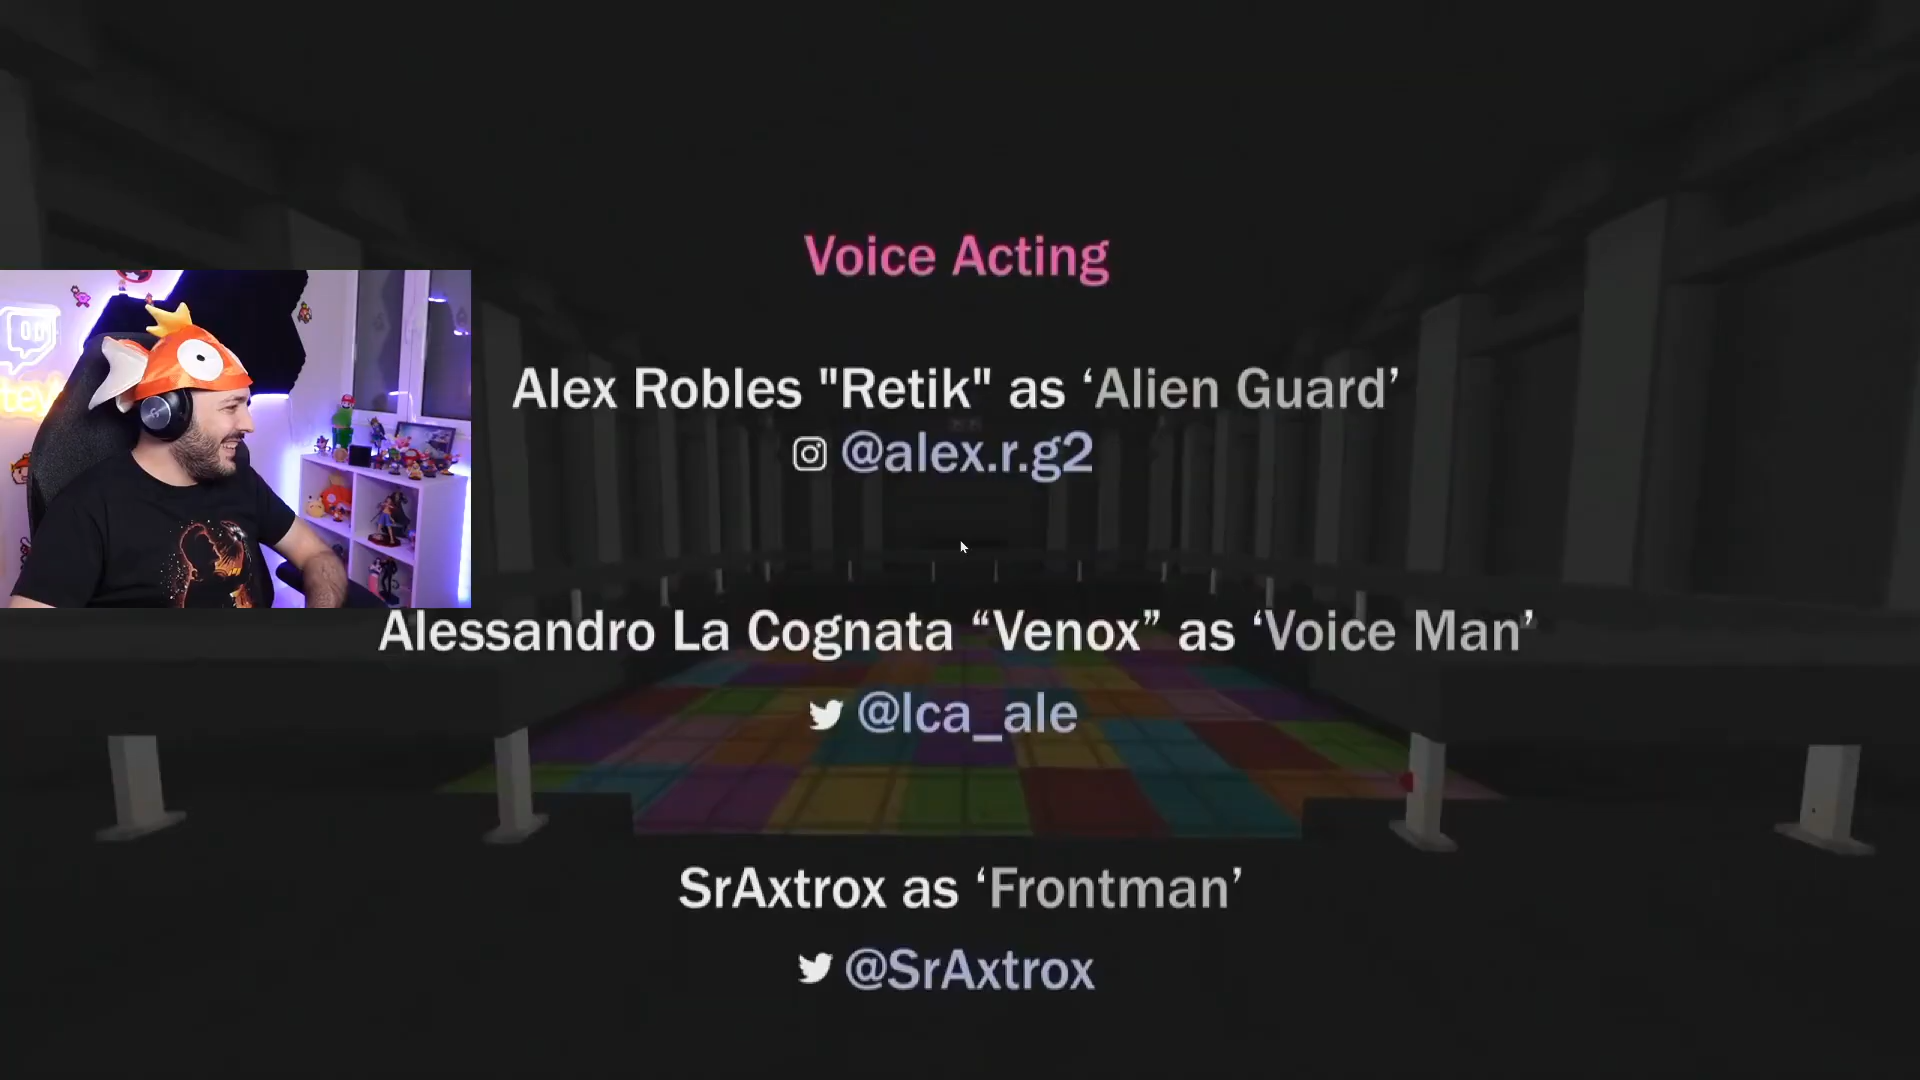 Voice Acting
Alex Robles "Retik" as ‘Alien Guard’
@alex.r.g2
Alessandro La Cognata “Venox” as ‘Voice Man’
@lca_ale
SrAxtrox as ‘Frontman’
@SrAxtrox